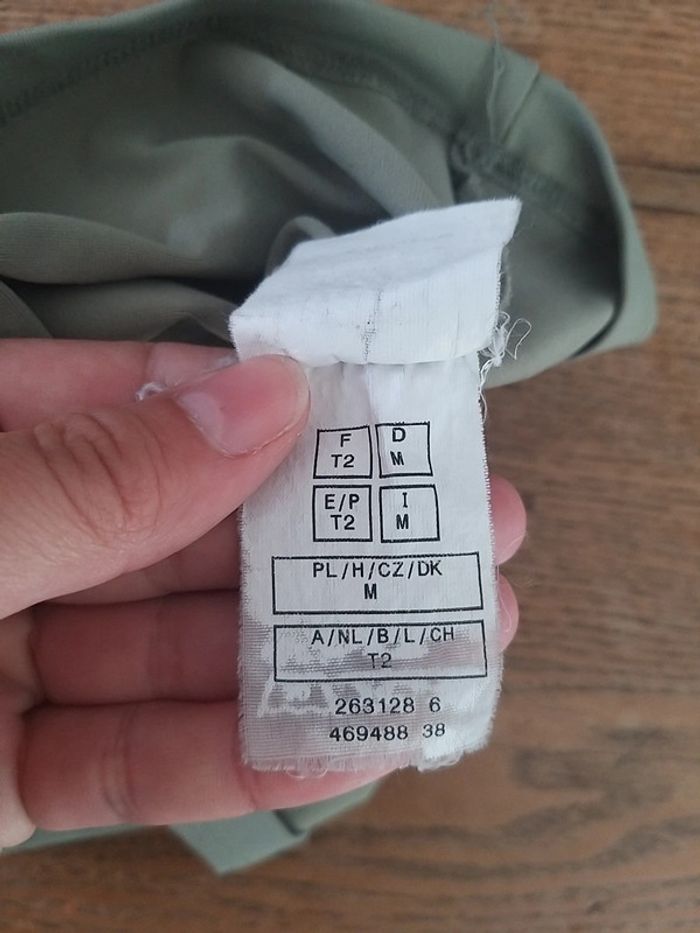 F D
T2 M
E/P I
T2 M
PL/H/CZ/DK
M
A/NL/B/L/CH
T2
263128 6
469488 38